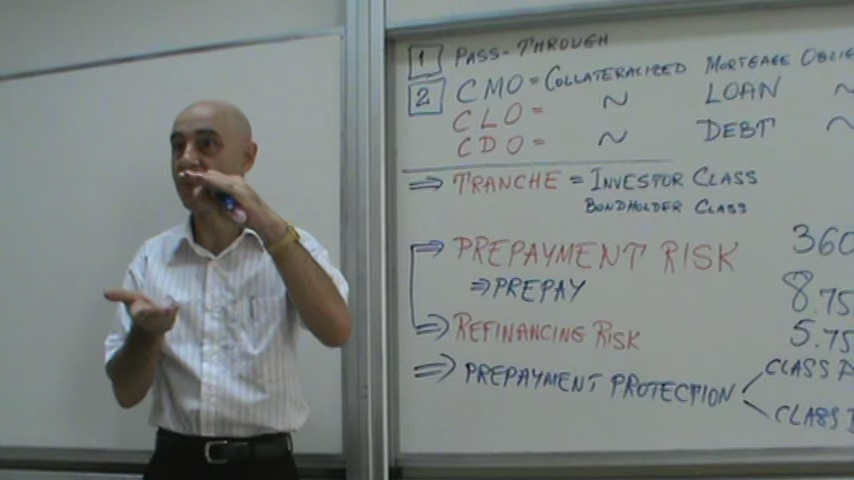 1 PASS-THROUGH
2 CMO = COLLATERALIZED MORTGAGE OBLIG
CLO = ~ LOAN ~
CDO = ~ DEBT ~
⇒ TRANCHE = INVESTOR CLASS
BONDHOLDER CLASS
⇒ PREPAYMENT RISK 360
⇒ PREPAY 8.75
⇒ REFINANCING RISK 5.75
⇒ PREPAYMENT PROTECTION
CLASS A
CLASS